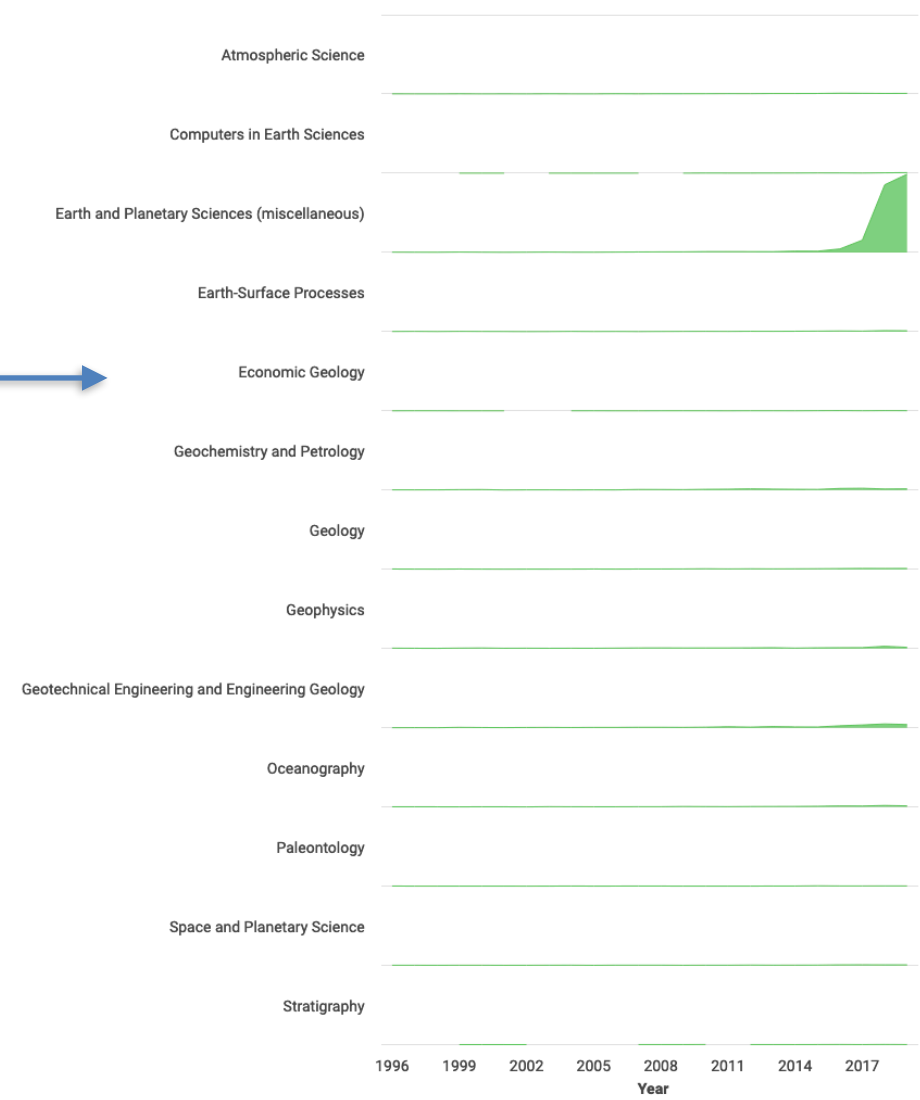 Atmospheric Science
Computers in Earth Sciences
Earth and Planetary Sciences (miscellaneous)
Earth-Surface Processes
Economic Geology
Geochemistry and Petrology
Geology
Geophysics
Geotechnical Engineering and Engineering Geology
Oceanography
Paleontology
Space and Planetary Science
Stratigraphy
1996 1999 2002 2005 2008 2011 2014 2017
Year